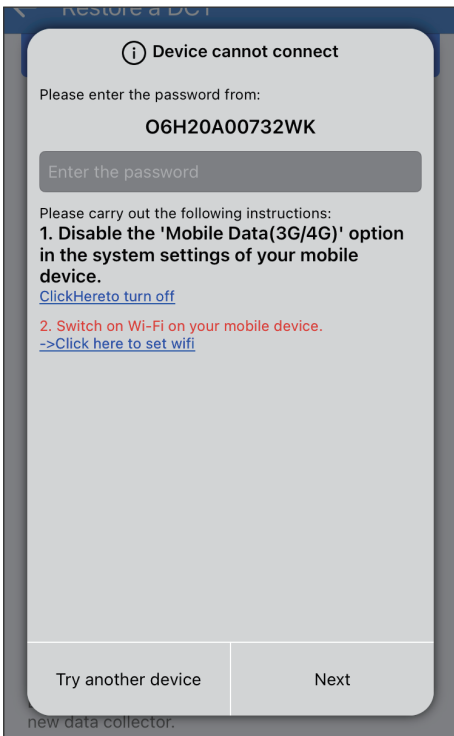 Restore a DCT
Device cannot connect
Please enter the password from:
O6H20A00732WK
Enter the password
Please carry out the following instructions:
1. Disable the 'Mobile Data(3G/4G)' option
in the system settings of your mobile
device.
ClickHereto turn off
2. Switch on Wi-Fi on your mobile device.
->Click here to set wifi
Try another device
Next
new data collector.